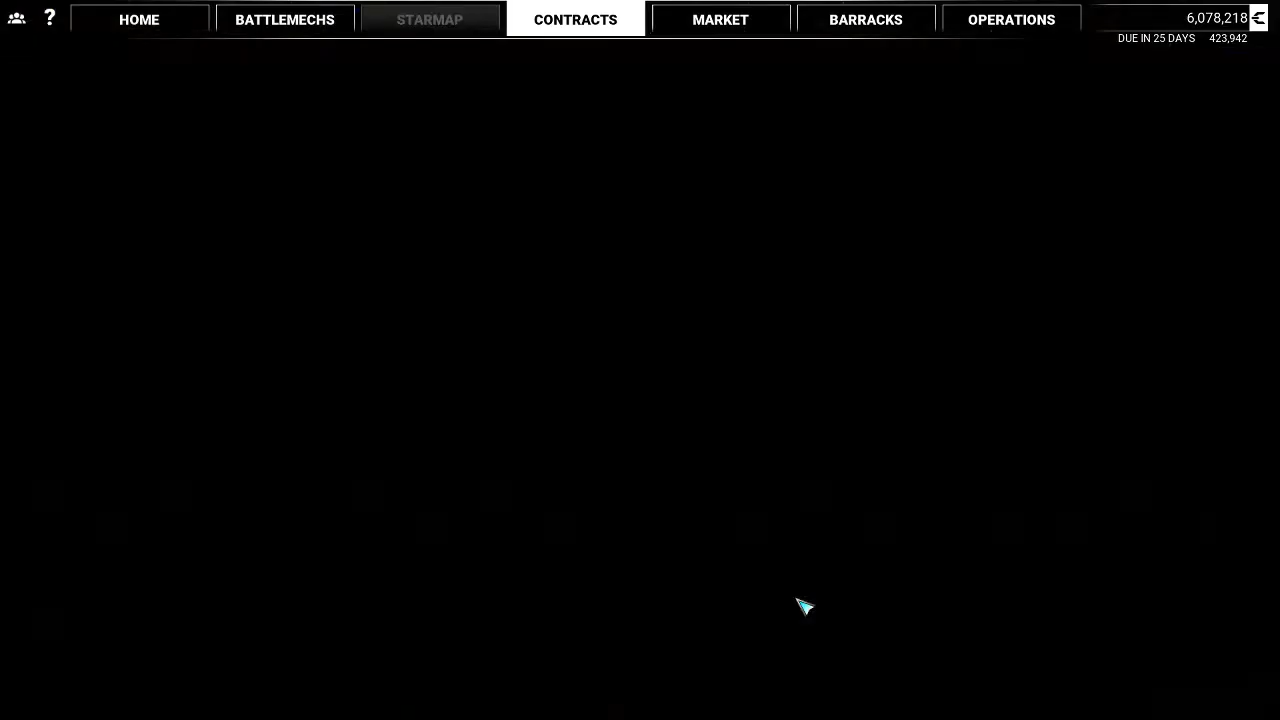 ? HOME BATTLEMECHS STARMAP CONTRACTS MARKET BARRACKS OPERATIONS 6,078,218
DUE IN 25 DAYS 423,942